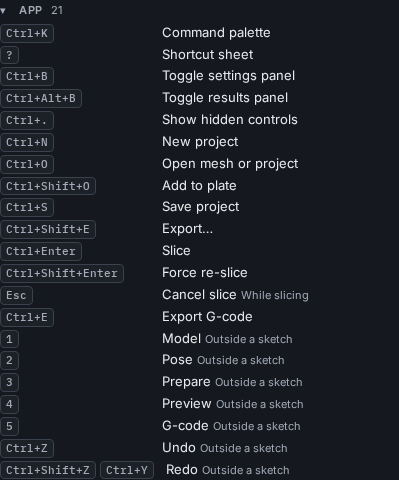 ▾ APP 21
Ctrl+K Command palette
? Shortcut sheet
Ctrl+B Toggle settings panel
Ctrl+Alt+B Toggle results panel
Ctrl+. Show hidden controls
Ctrl+N New project
Ctrl+O Open mesh or project
Ctrl+Shift+O Add to plate
Ctrl+S Save project
Ctrl+Shift+E Export…
Ctrl+Enter Slice
Ctrl+Shift+Enter Force re-slice
Esc Cancel slice While slicing
Ctrl+E Export G-code
1 Model Outside a sketch
2 Pose Outside a sketch
3 Prepare Outside a sketch
4 Preview Outside a sketch
5 G-code Outside a sketch
Ctrl+Z Undo Outside a sketch
Ctrl+Shift+Z Ctrl+Y Redo Outside a sketch